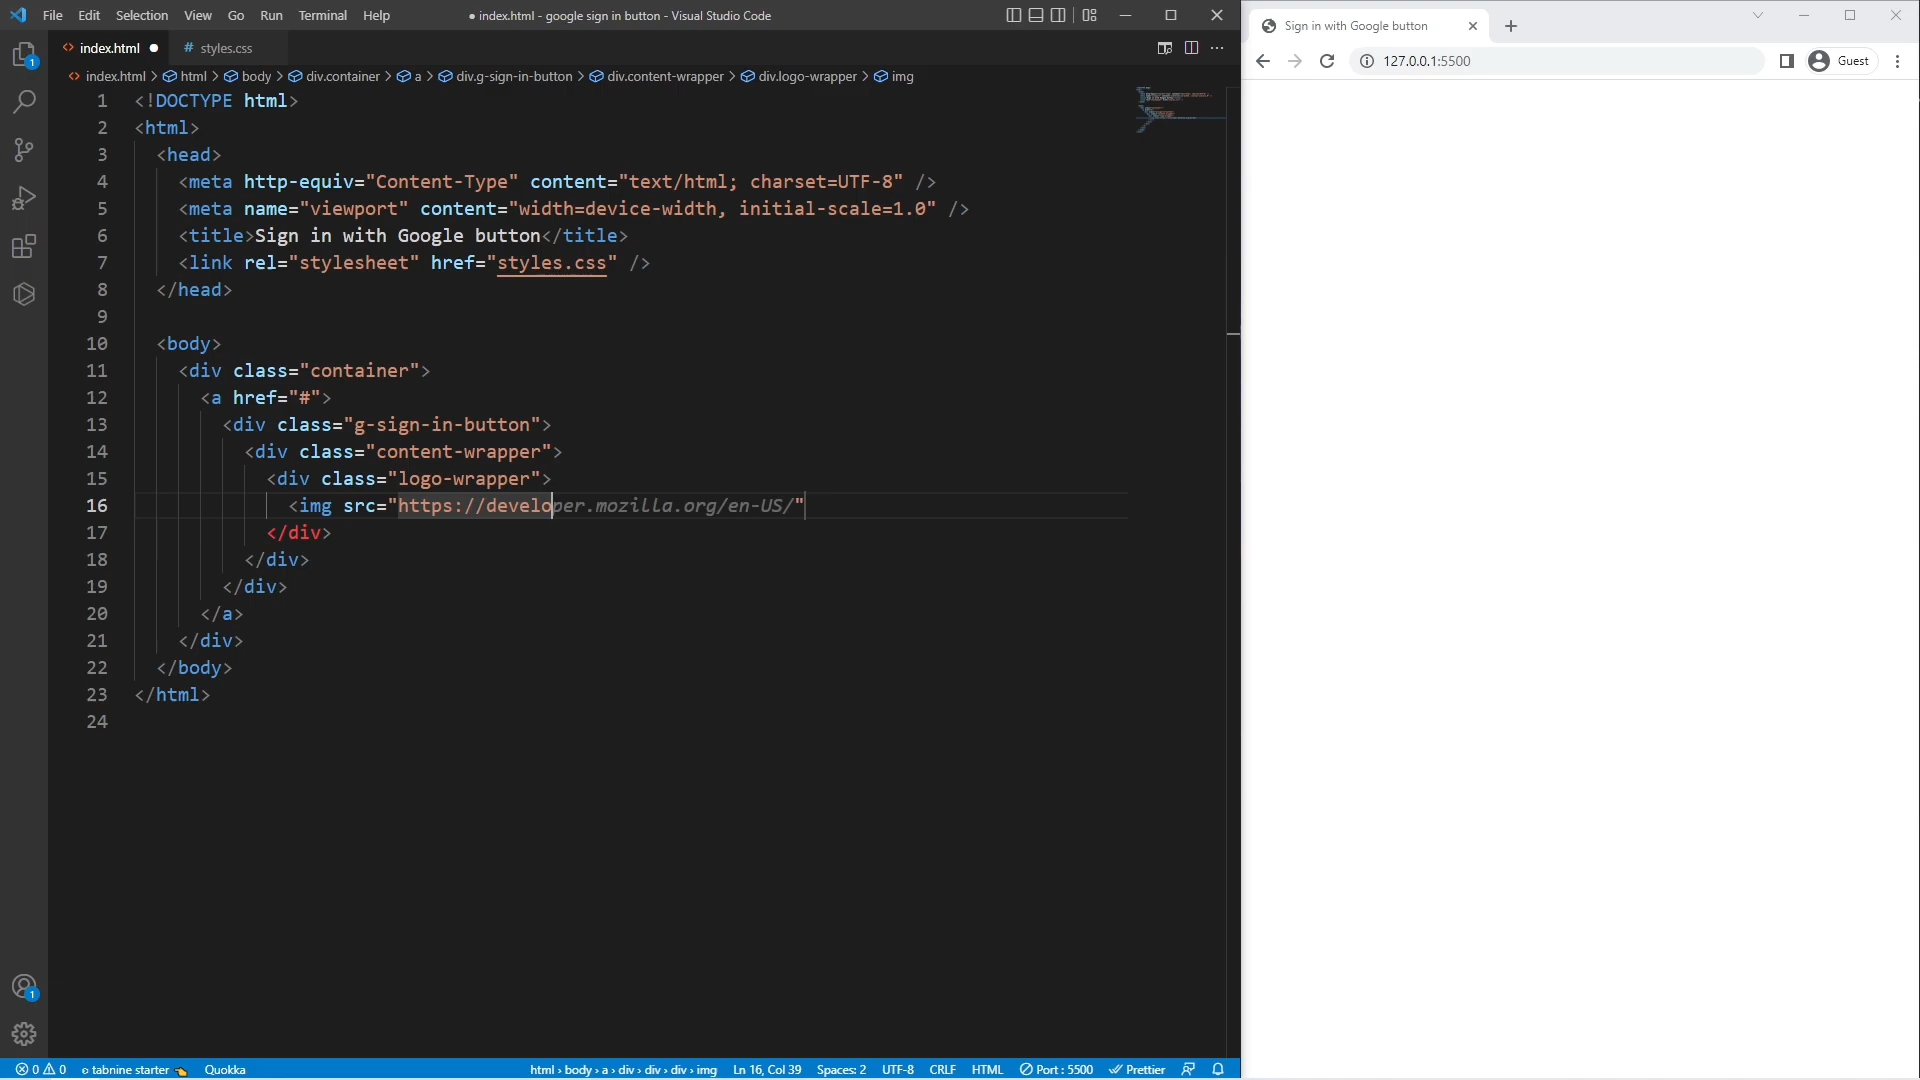 File Edit Selection View Go Run Terminal Help
● index.html - google sign in button - Visual Studio Code
index.html ●
# styles.css
index.html > html > body > div.container > a > div.g-sign-in-button > div.content-wrapper > div.logo-wrapper > img
1 <!DOCTYPE html>
2 <html>
3 <head>
4 <meta http-equiv="Content-Type" content="text/html; charset=UTF-8" />
5 <meta name="viewport" content="width=device-width, initial-scale=1.0" />
6 <title>Sign in with Google button</title>
7 <link rel="stylesheet" href="styles.css" />
8 </head>
9
10 <body>
11 <div class="container">
12 <a href="#">
13 <div class="g-sign-in-button">
14 <div class="content-wrapper">
15 <div class="logo-wrapper">
16 <img src="https://developer.mozilla.org/en-US/"
17 </div>
18 </div>
19 </div>
20 </a>
21 </div>
22 </body>
23 </html>
24
1
1
0 0 tabnine starter Quokka
html › body › a › div › div › div › img Ln 16, Col 39 Spaces: 2 UTF-8 CRLF HTML Port : 5500 Prettier
Sign in with Google button
127.0.0.1:5500
Guest